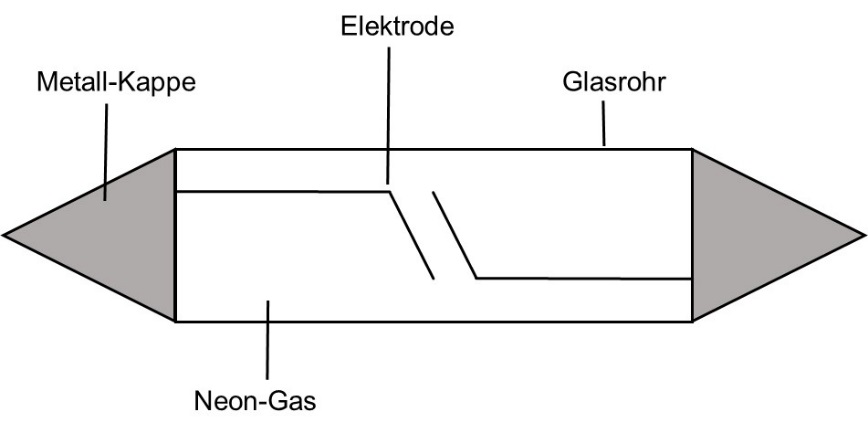 Elektrode
Metall-Kappe
Glasrohr
Neon-Gas